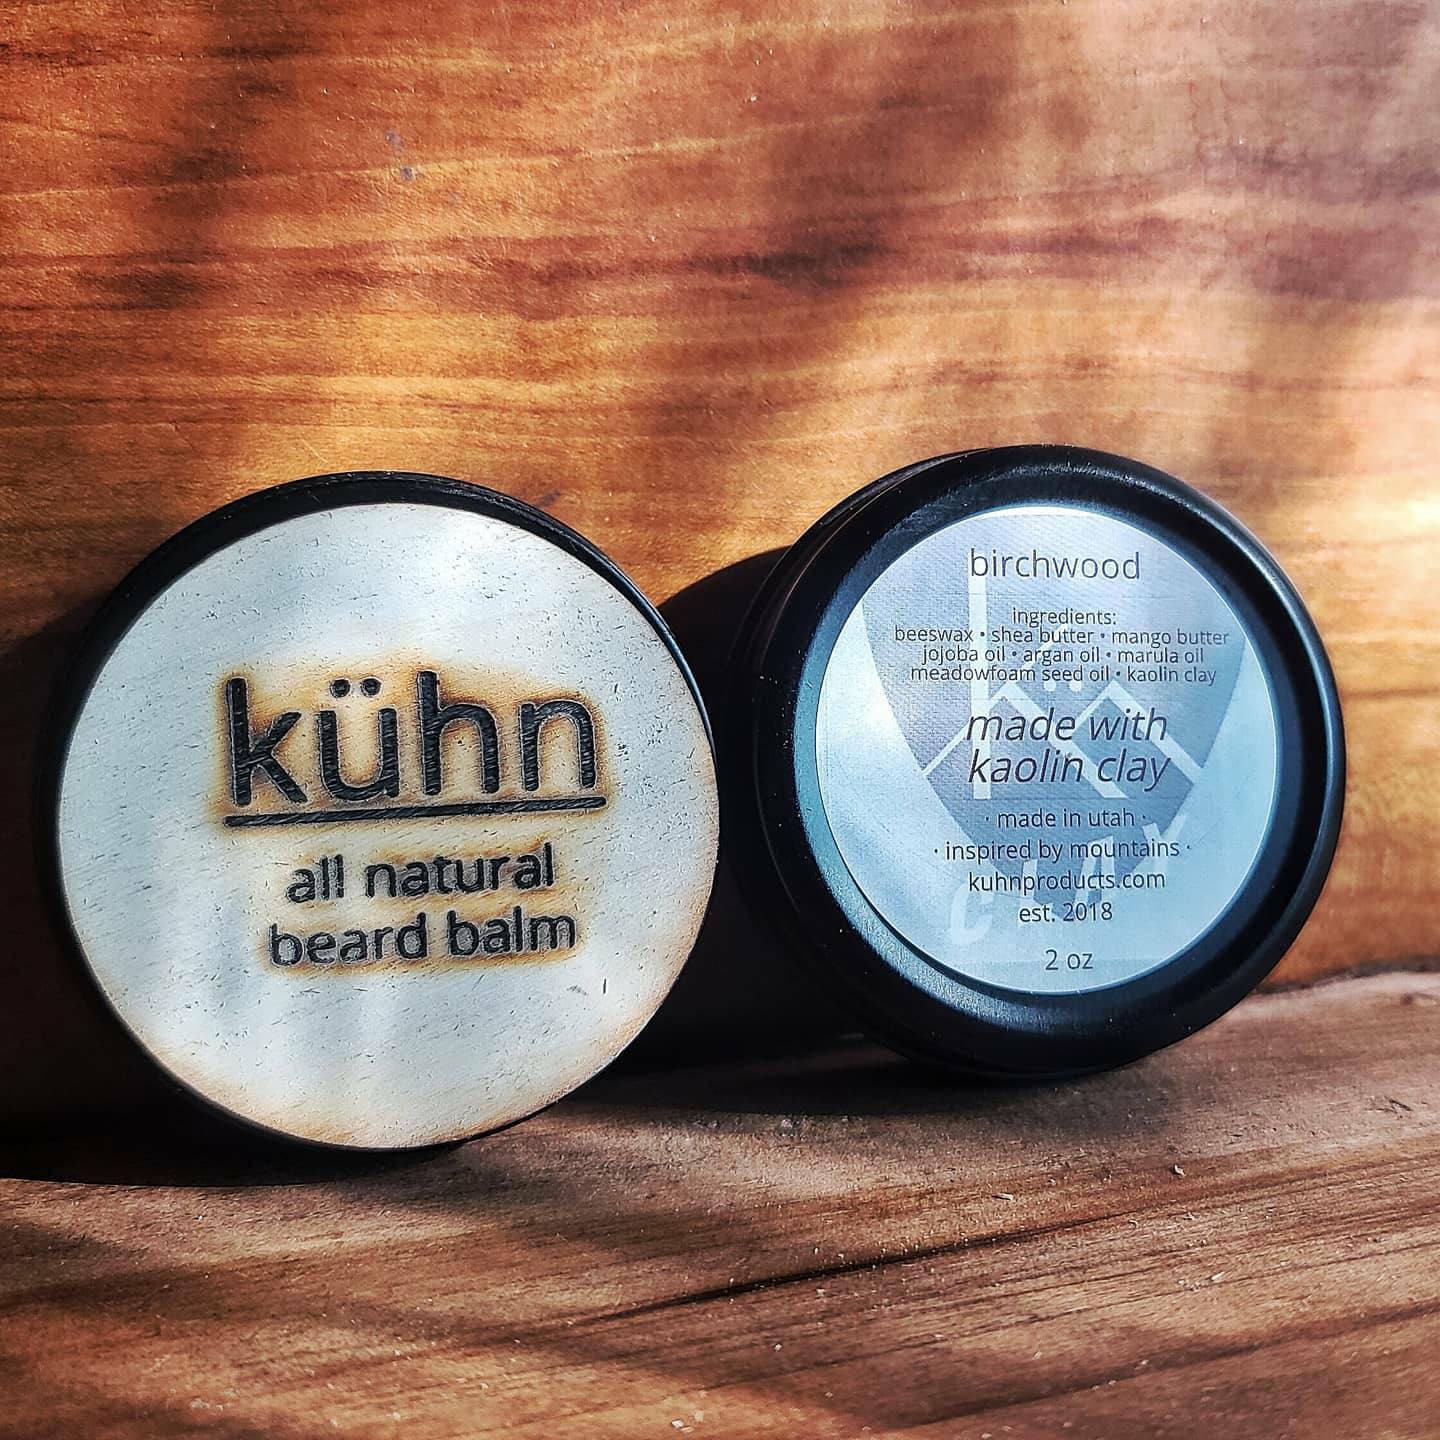 kühn
all natural
beard balm
birchwood
ingredients:
beeswax • shea butter • mango butter
jojoba oil • argan oil • marula oil
meadowfoam seed oil • kaolin clay
made with
kaolin clay
· made in utah ·
· inspired by mountains ·
kuhnproducts.com
est. 2018
2 oz